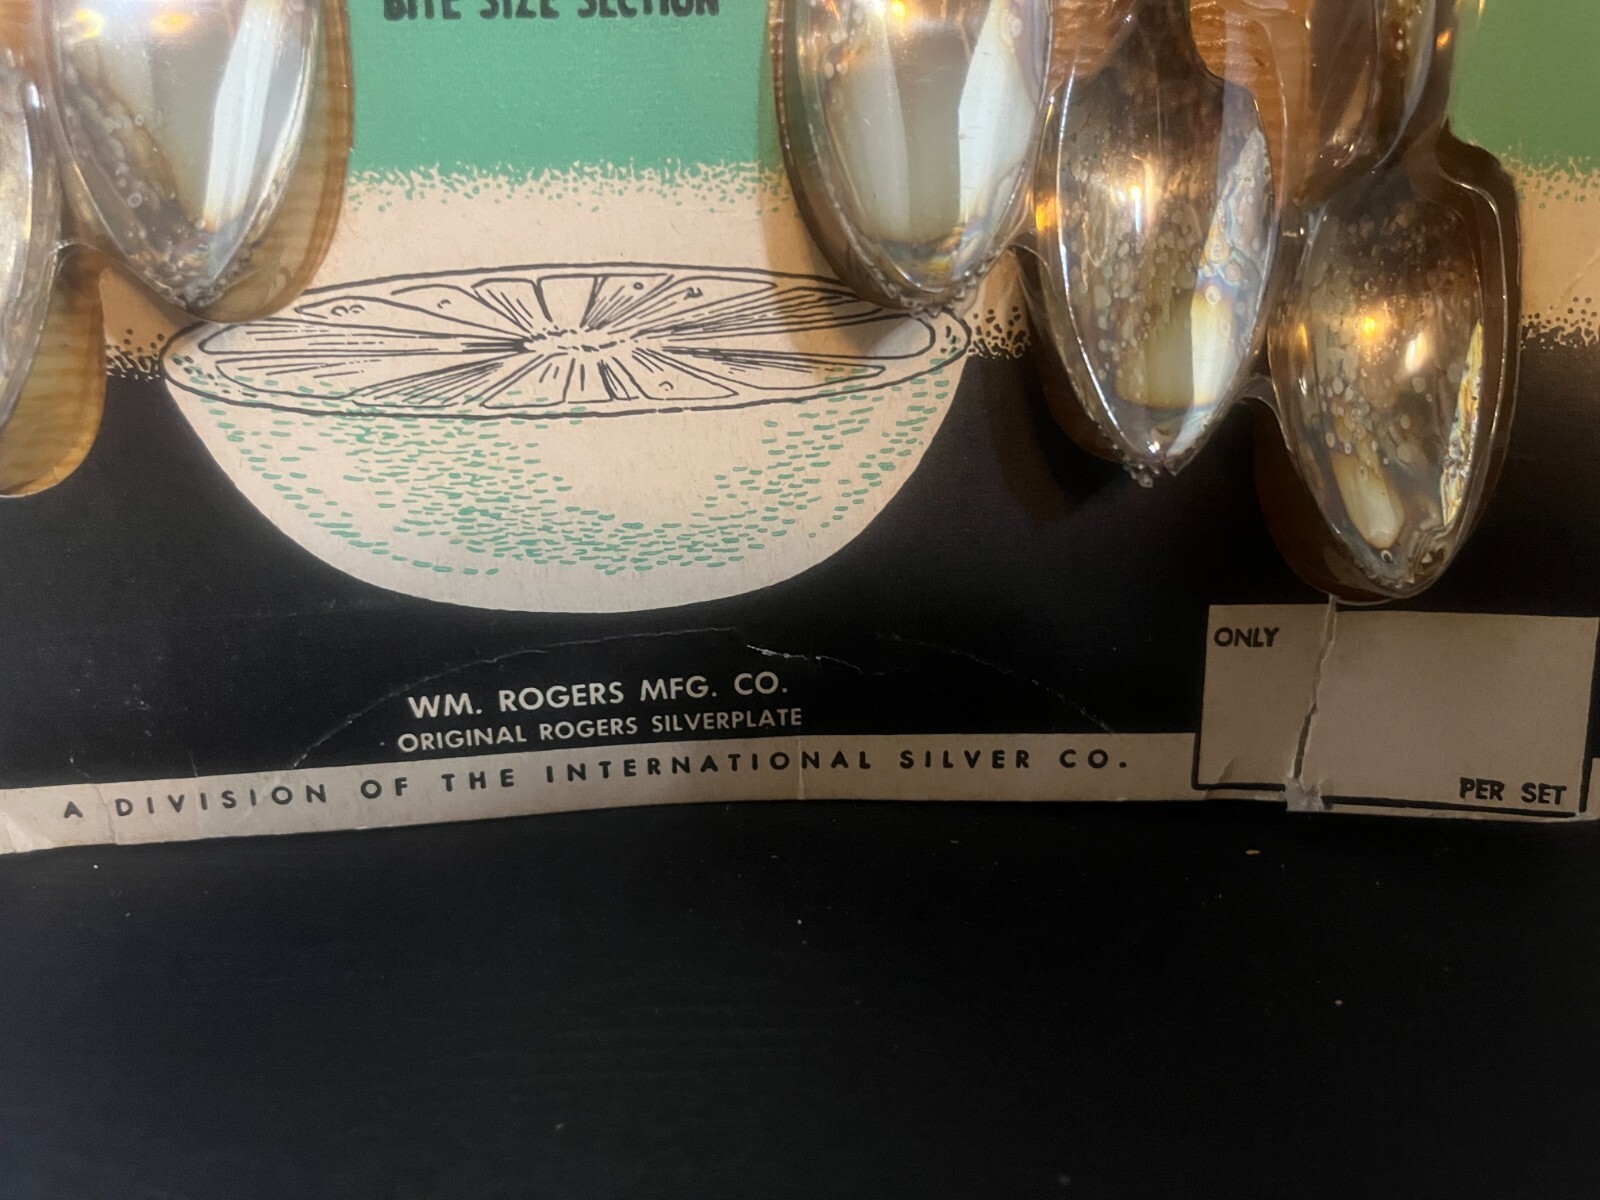 BITE SIZE SECTION
WM. ROGERS MFG. CO.
ORIGINAL ROGERS SILVERPLATE
A DIVISION OF THE INTERNATIONAL SILVER CO.
ONLY
PER SET